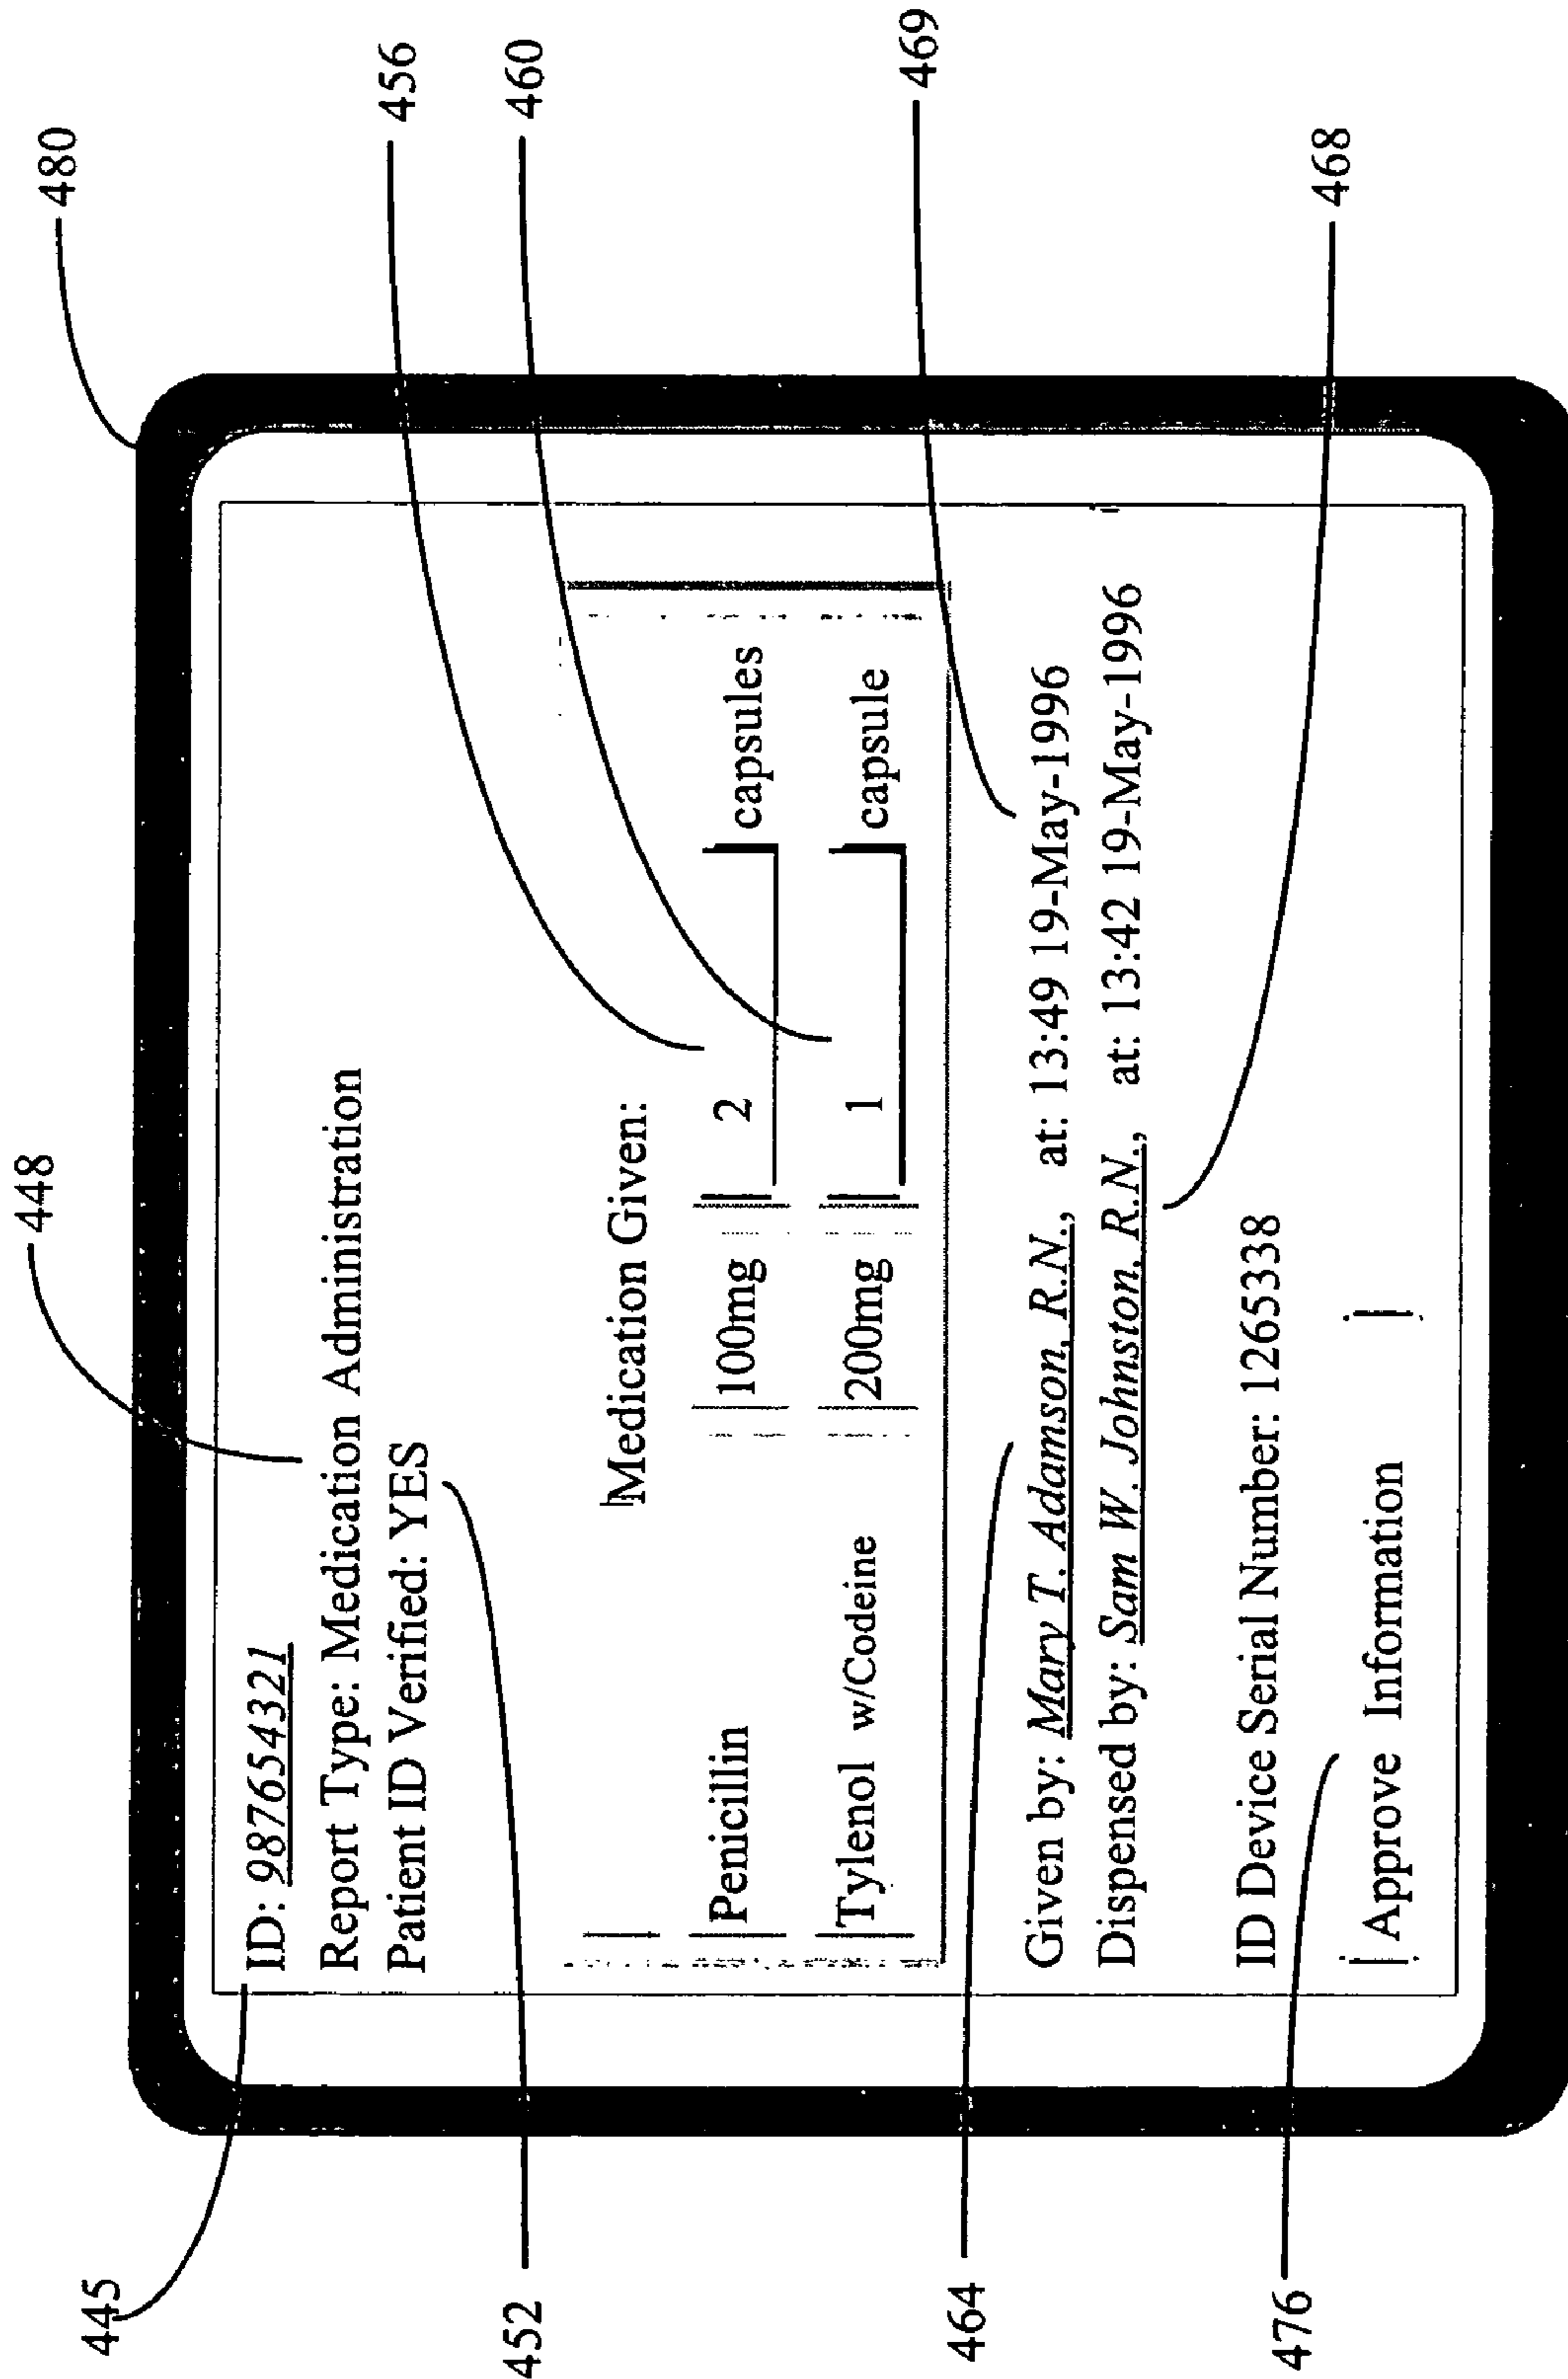 480
448
456
460
445
ID: 987654321
Report Type: Medication Administration
Patient ID Verified: YES
452
Medication Given:
Penicillin 100mg 2 capsules
Tylenol w/Codeine 200mg 1 capsule
469
464
Given by: Mary T. Adamson, R.N., at: 13:49 19-May-1996
Dispensed by: Sam W. Johnston, R.N., at: 13:42 19-May-1996
468
ID Device Serial Number: 1265338
476
Approve Information